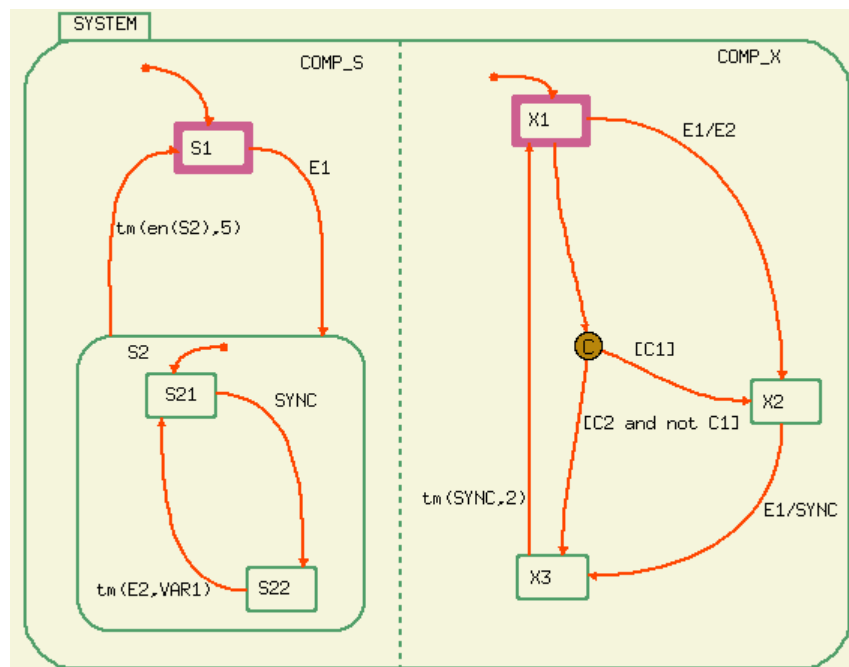 SYSTEM
COMP_S
COMP_X
S1
X1
E1
E1/E2
tm(en(S2),5)
C
[C1]
S2
S21
SYNC
X2
[C2 and not C1]
tm(SYNC,2)
E1/SYNC
tm(E2,VAR1)
S22
X3